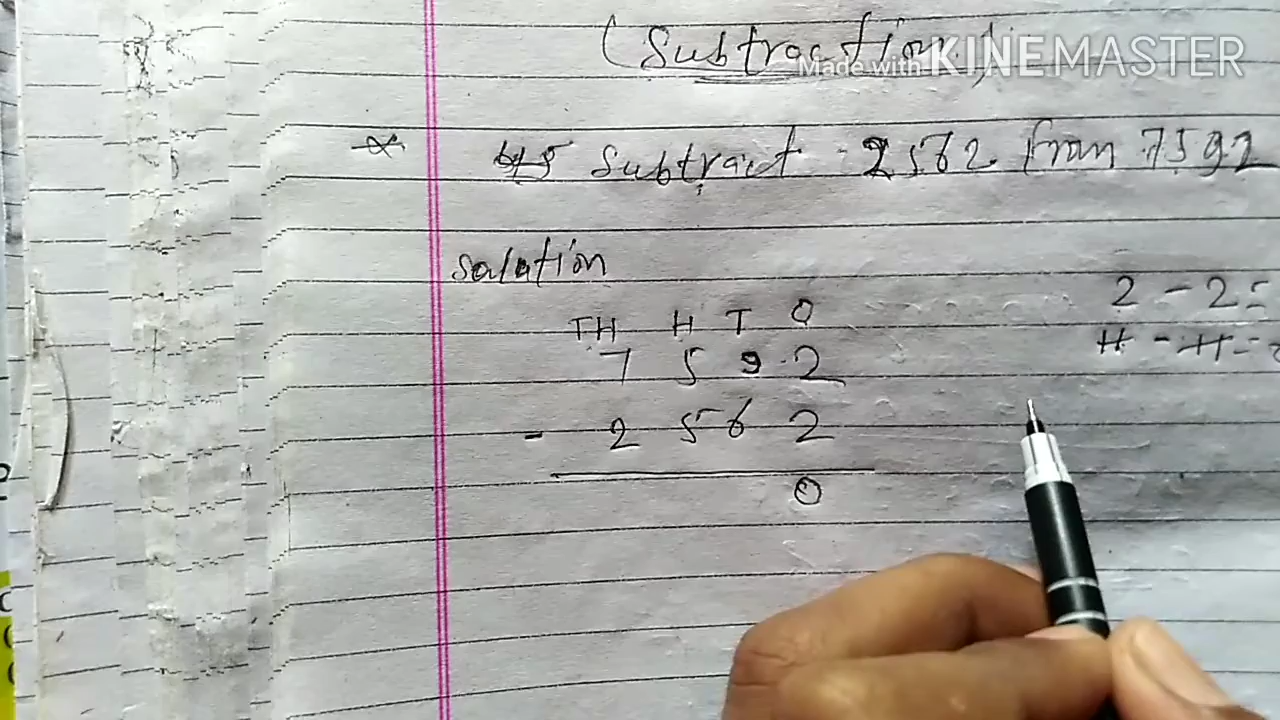 (Subtraction)
Made with KINEMASTER
Subtract 2562 from 7592
Solution
TH H T O
7 5 9 2
- 2 5 6 2
0
2 - 2 =